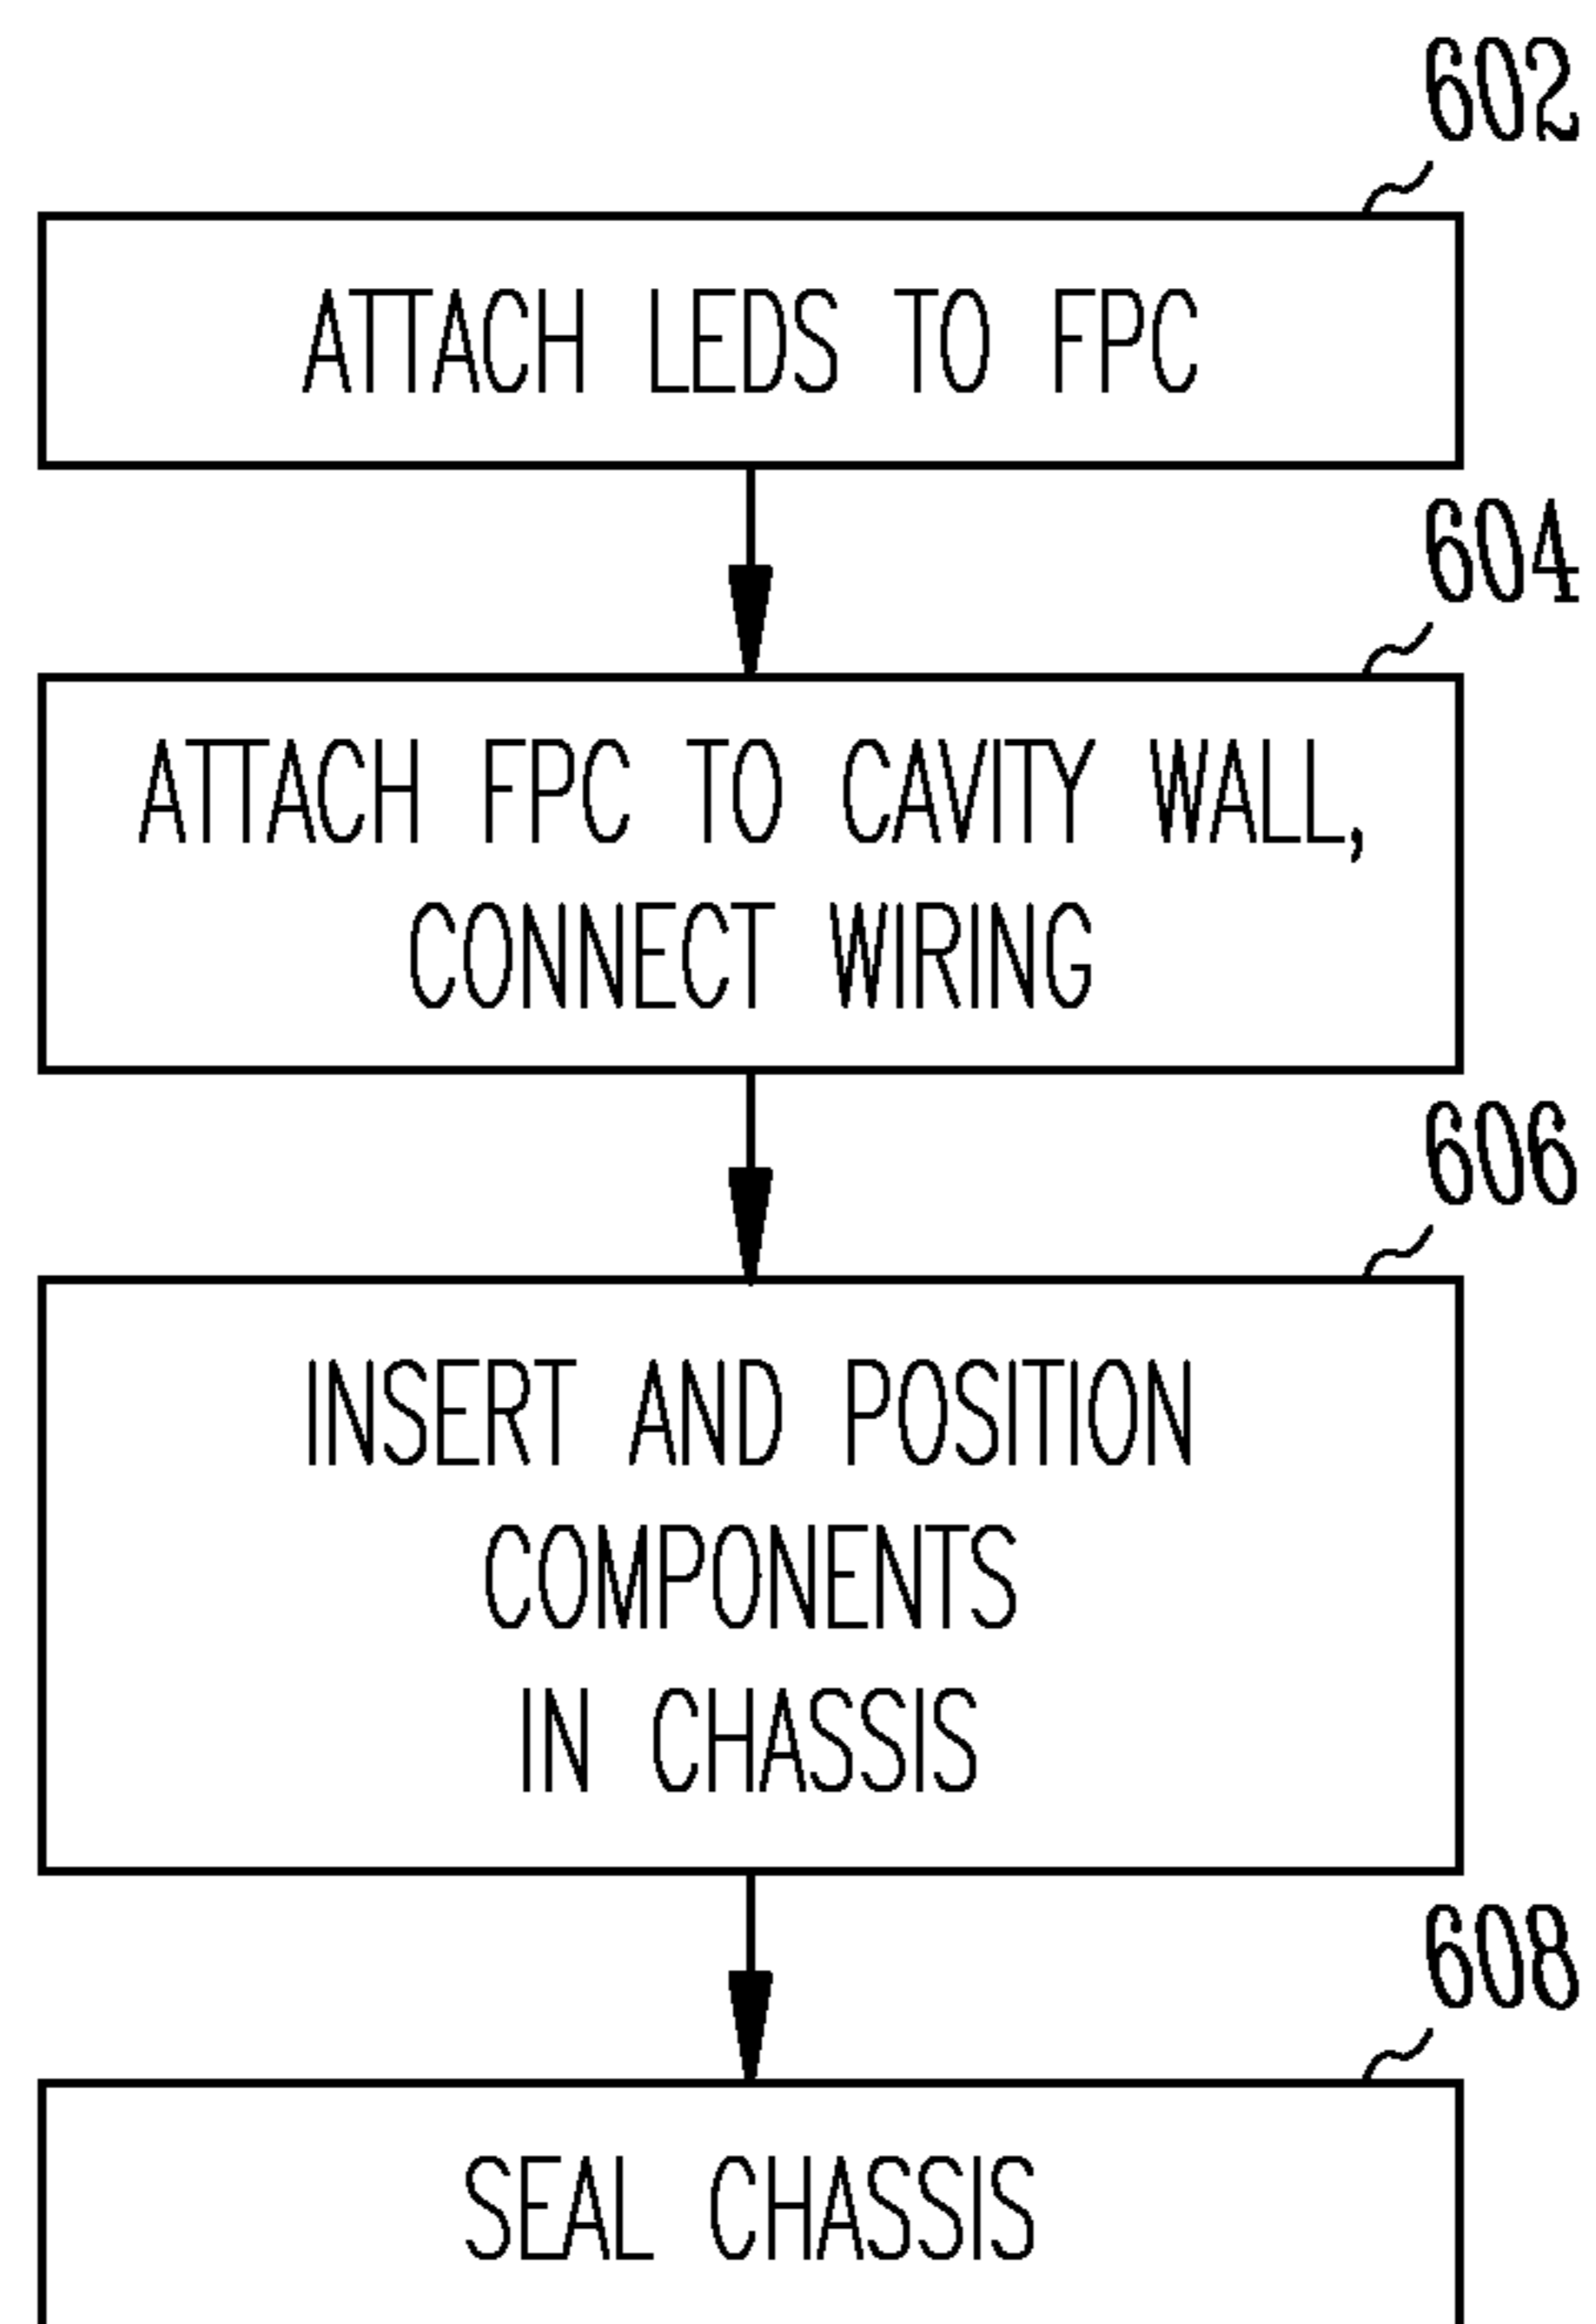 602
ATTACH LEDS TO FPC
604
ATTACH FPC TO CAVITY WALL,
CONNECT WIRING
606
INSERT AND POSITION
COMPONENTS
IN CHASSIS
608
SEAL CHASSIS